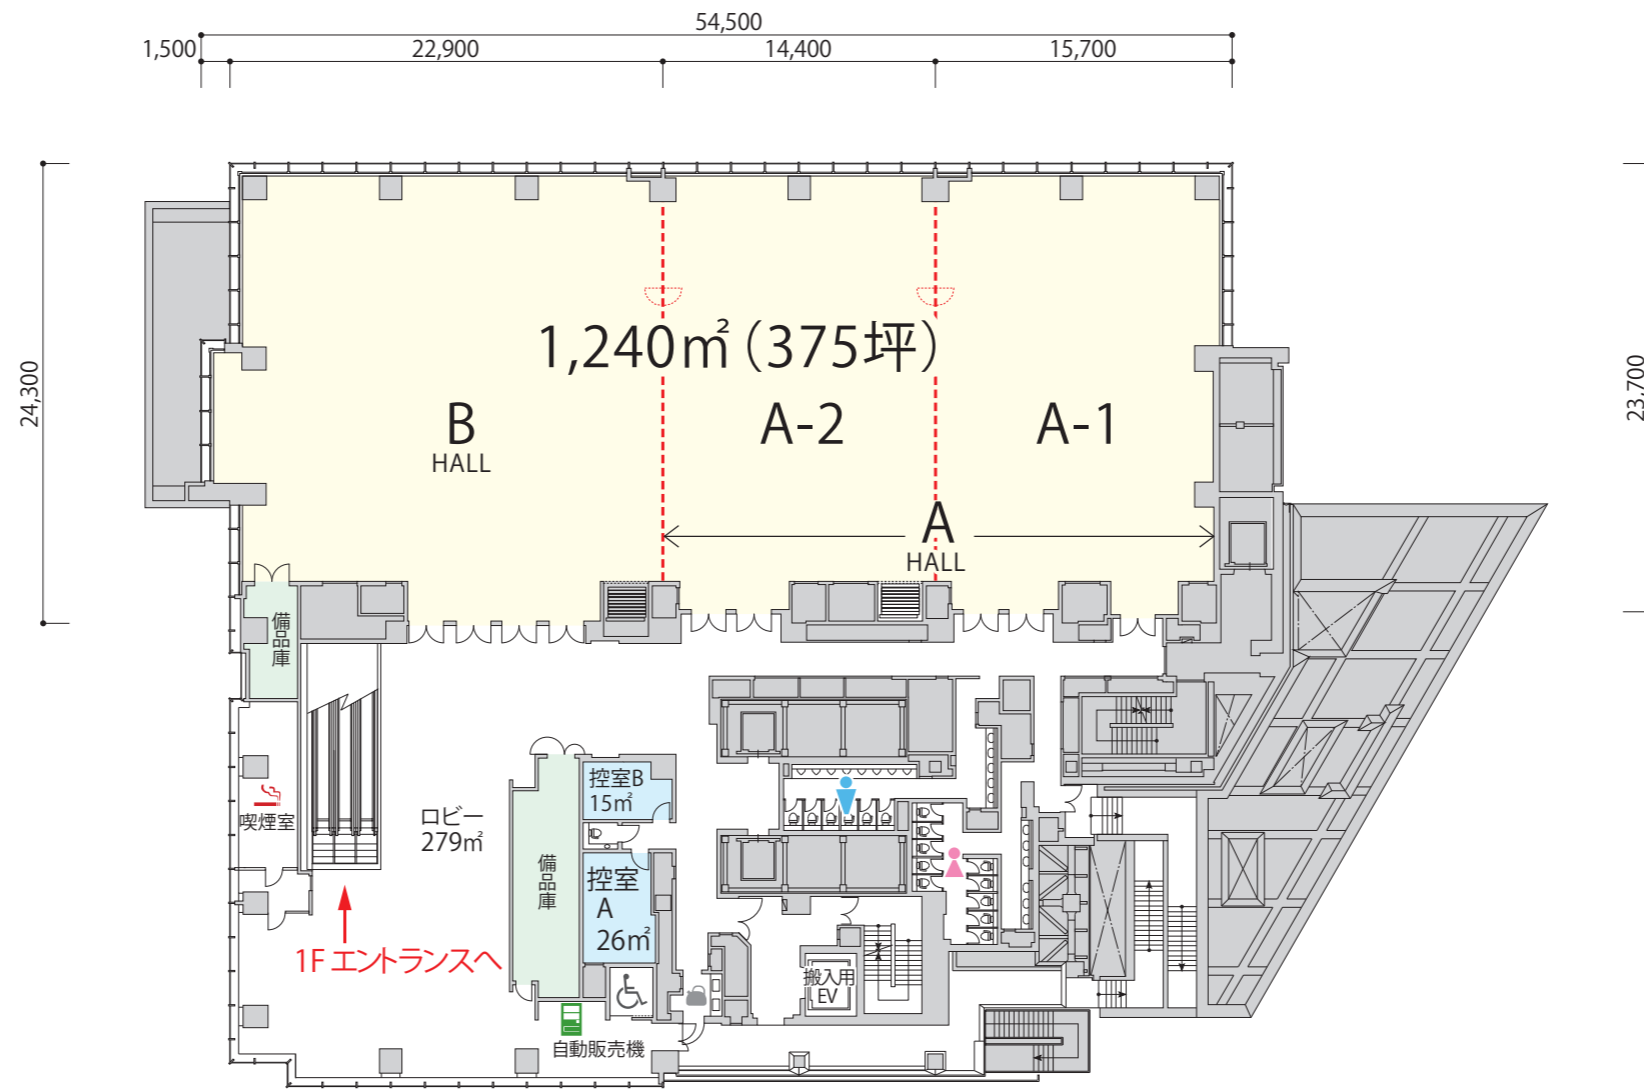 54,500
1,500
22,900
14,400
15,700
24,300
23,700
1,240㎡（375坪）
B
HALL
A-2
A-1
A
HALL
備品庫
喫煙室
ロビー
279㎡
1F エントランスへ
備品庫
控室B
15㎡
控室
A
26㎡
自動販売機
搬入用
EV